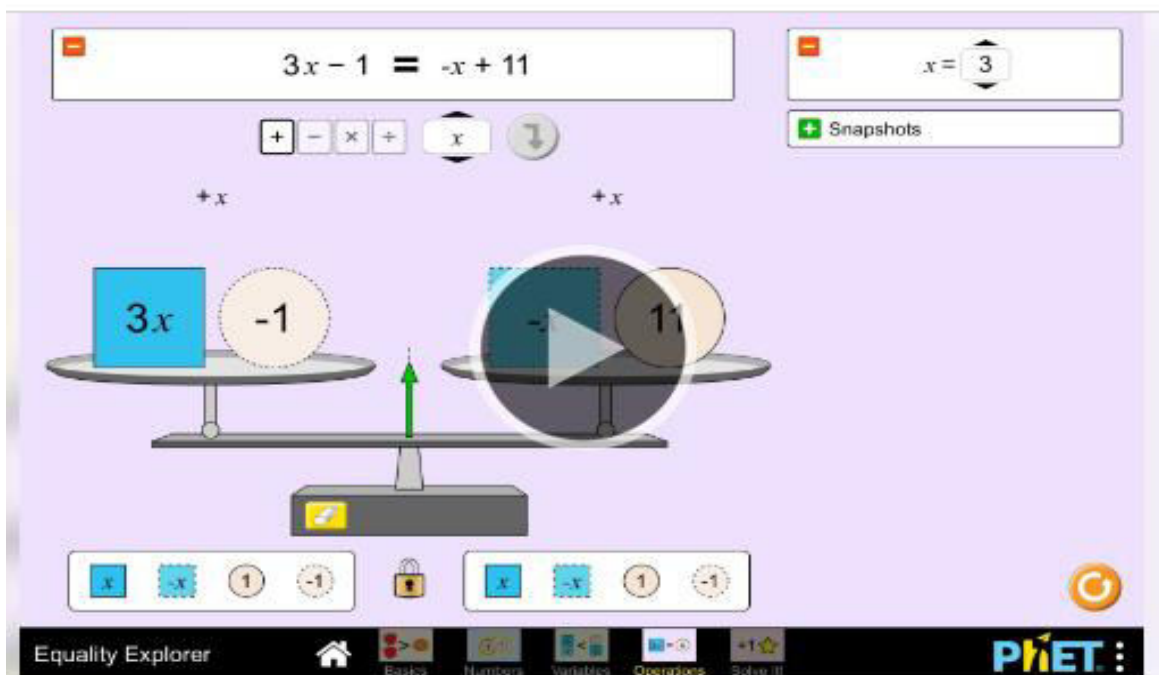 3x − 1 = -x + 11
x = 3
+ − × ÷ x
Snapshots
+ x + x
3x -1 -x 11
x -x 1 -1 x -x 1 -1
Equality Explorer
Basics Numbers Variables Operations Solve It!
PhET